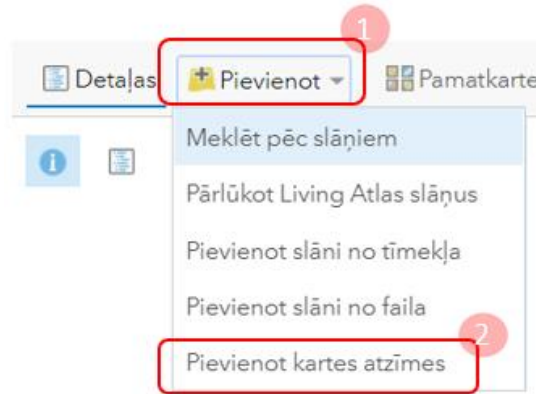 1
Detaļas Pievienot Pamatkarte
Meklēt pēc slāņiem
Pārlūkot Living Atlas slāņus
Pievienot slāni no tīmekļa
Pievienot slāni no faila
2
Pievienot kartes atzīmes